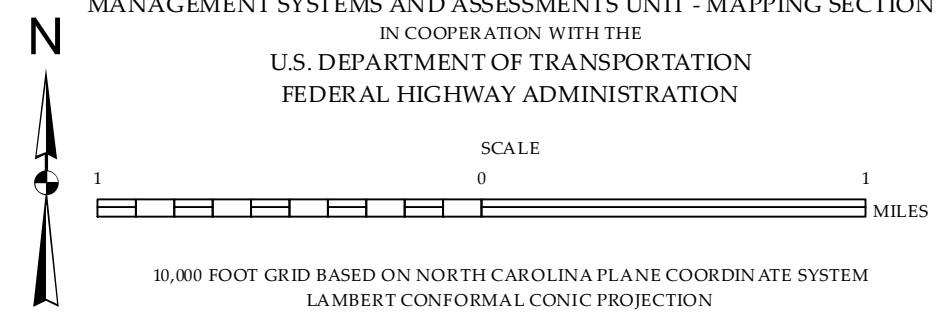 MANAGEMENT SYSTEMS AND ASSESSMENTS UNIT - MAPPING SECTION
N
IN COOPERATION WITH THE
U.S. DEPARTMENT OF TRANSPORTATION
FEDERAL HIGHWAY ADMINISTRATION
SCALE
1 0 1
MILES
10,000 FOOT GRID BASED ON NORTH CAROLINA PLANE COORDINATE SYSTEM
LAMBERT CONFORMAL CONIC PROJECTION